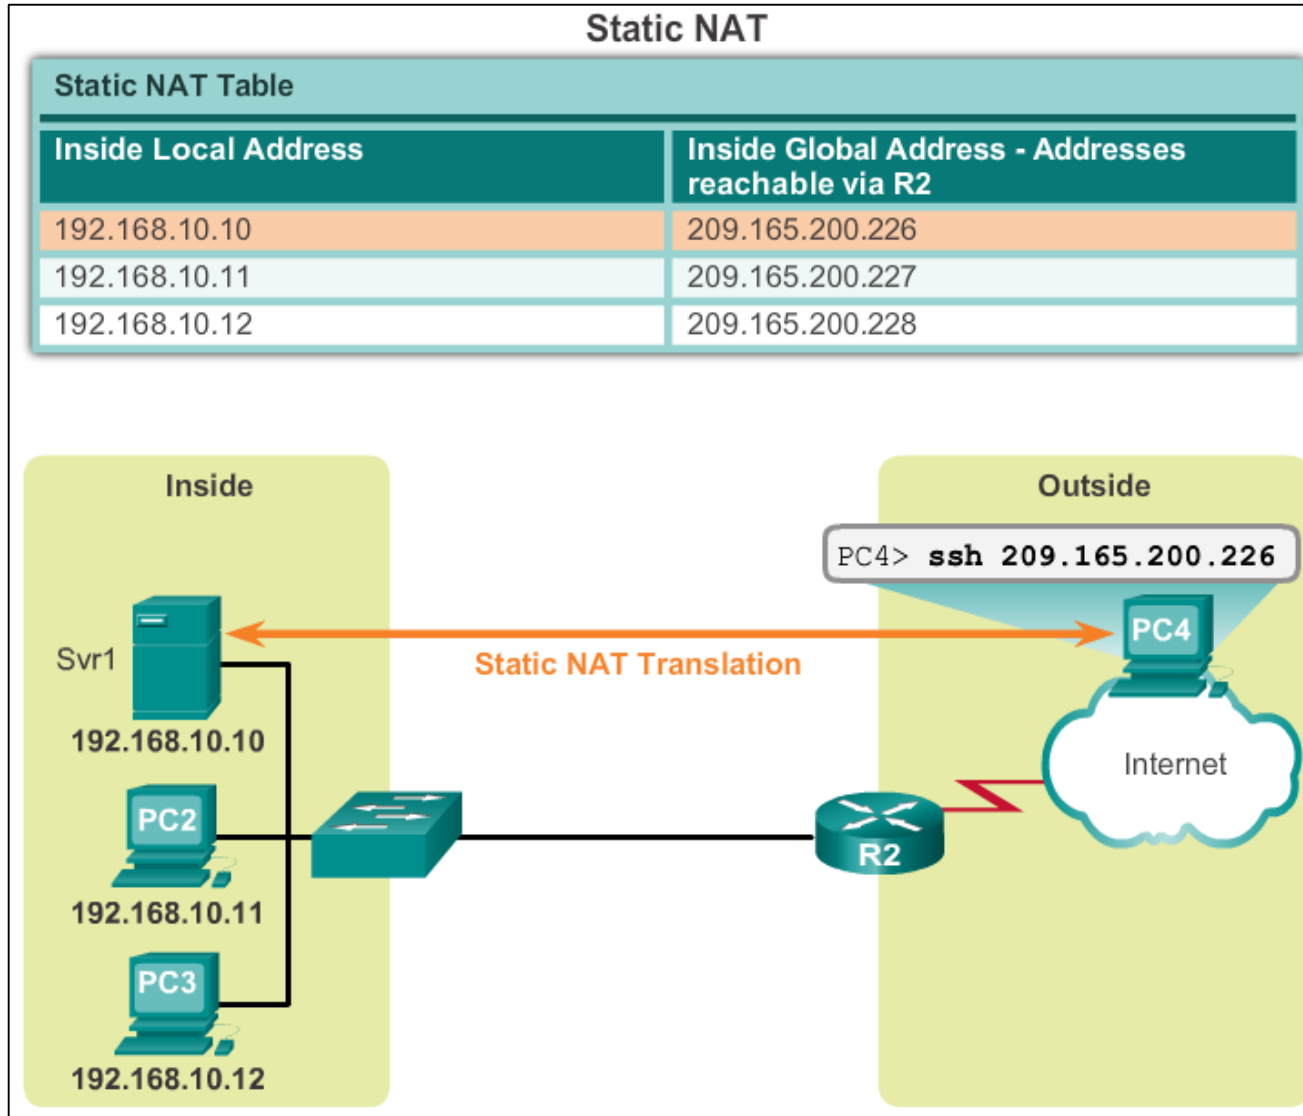 Static NAT
Static NAT Table
Inside Local Address
Inside Global Address - Addresses
reachable via R2
192.168.10.10
209.165.200.226
192.168.10.11
209.165.200.227
192.168.10.12
209.165.200.228
Inside
Outside
PC4> ssh 209.165.200.226
PC4
Svr1
Static NAT Translation
192.168.10.10
Internet
PC2
R2
192.168.10.11
PC3
192.168.10.12